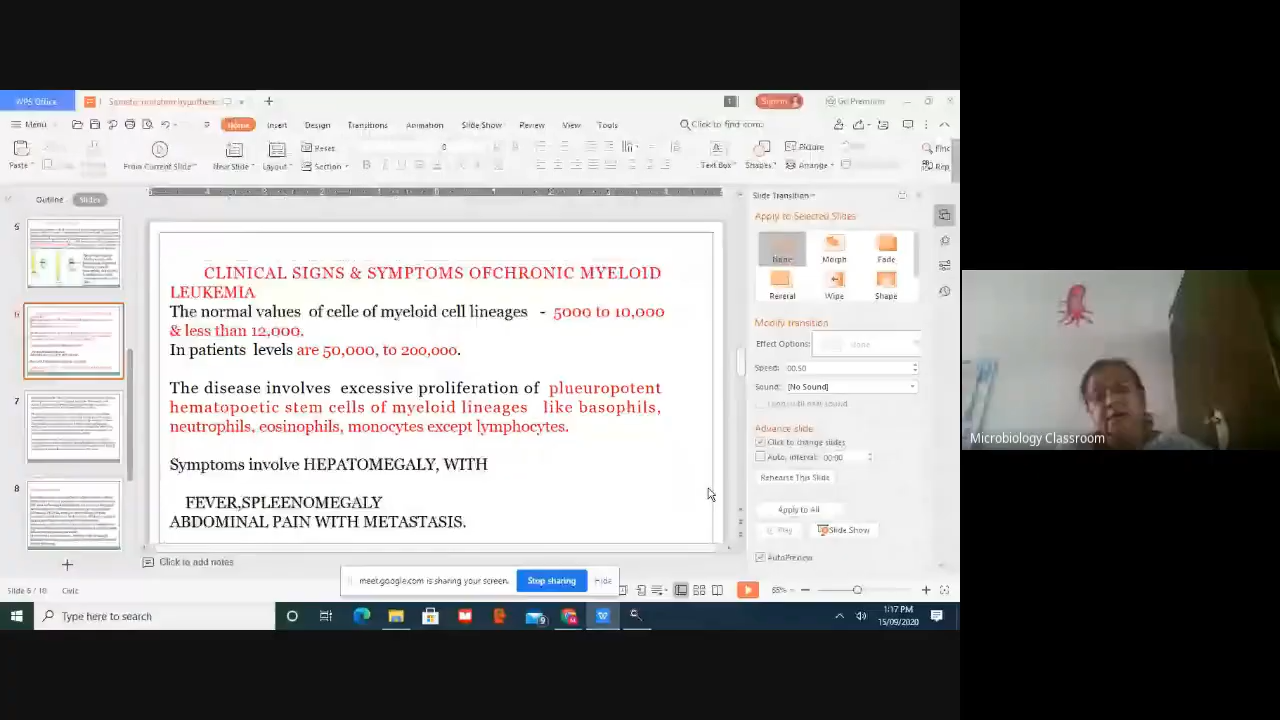 WPS Office
Menu
Home
Insert
Design
Transitions
Animation
Slide Show
Review
View
Tools
Click to find com
Sign in
Go Premium
Paste
From Current Slide
New Slide
Layout
Reset
Section
Text Box
Shapes
Picture
Arrange
Find
Rep
Outline
Slides
5
6
7
8
CLINICAL SIGNS & SYMPTOMS OFCHRONIC MYELOID
LEUKEMIA
The normal values of celle of myeloid cell lineages - 5000 to 10,000
& less than 12,000.
In patients levels are 50,000, to 200,000.
The disease involves excessive proliferation of plueuropotent
hematopoetic stem cells of myeloid lineages like basophils,
neutrophils, eosinophils, monocytes except lymphocytes.
Symptoms involve HEPATOMEGALY, WITH
FEVER,SPLEENOMEGALY
ABDOMINAL PAIN WITH METASTASIS.
Slide Transition
Apply to Selected Slides
None
Morph
Fade
Wipe
Shape
Modify transition
Effect Options:
None
Speed: 00.50
Sound: [No Sound]
Advance slide
Click to change slides
Auto, interval: 00:00
Rehearse This Slide
Apply to All
Play
Slide Show
AutoPreview
Click to add notes
meet.google.com is sharing your screen.
Stop sharing
Hide
Slide 6 / 18
Civic
Type here to search
1:17 PM
15/09/2020
Microbiology Classroom